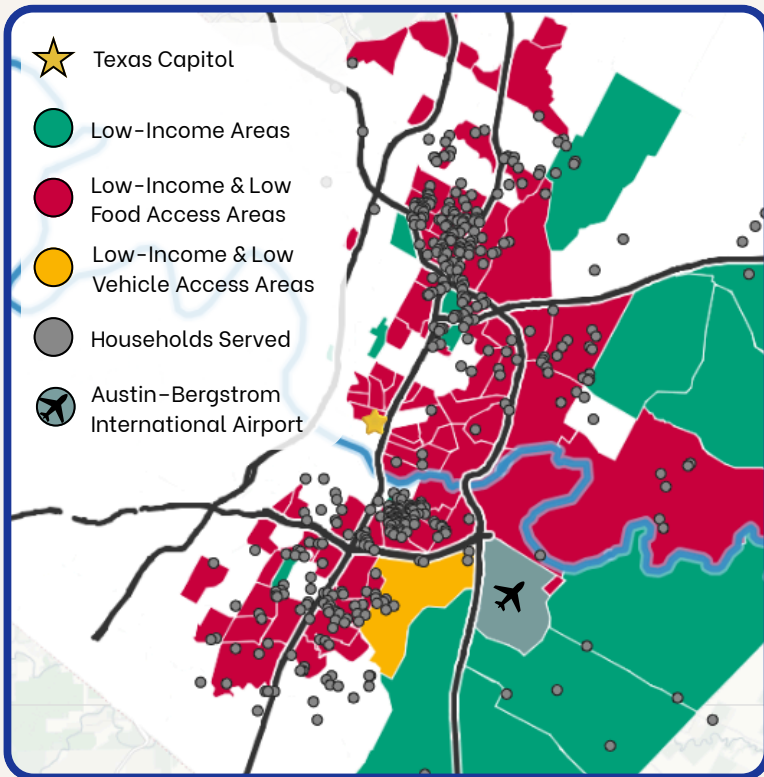 Texas Capitol
Low-Income Areas
Low-Income & Low
Food Access Areas
Low-Income & Low
Vehicle Access Areas
Households Served
Austin-Bergstrom
International Airport